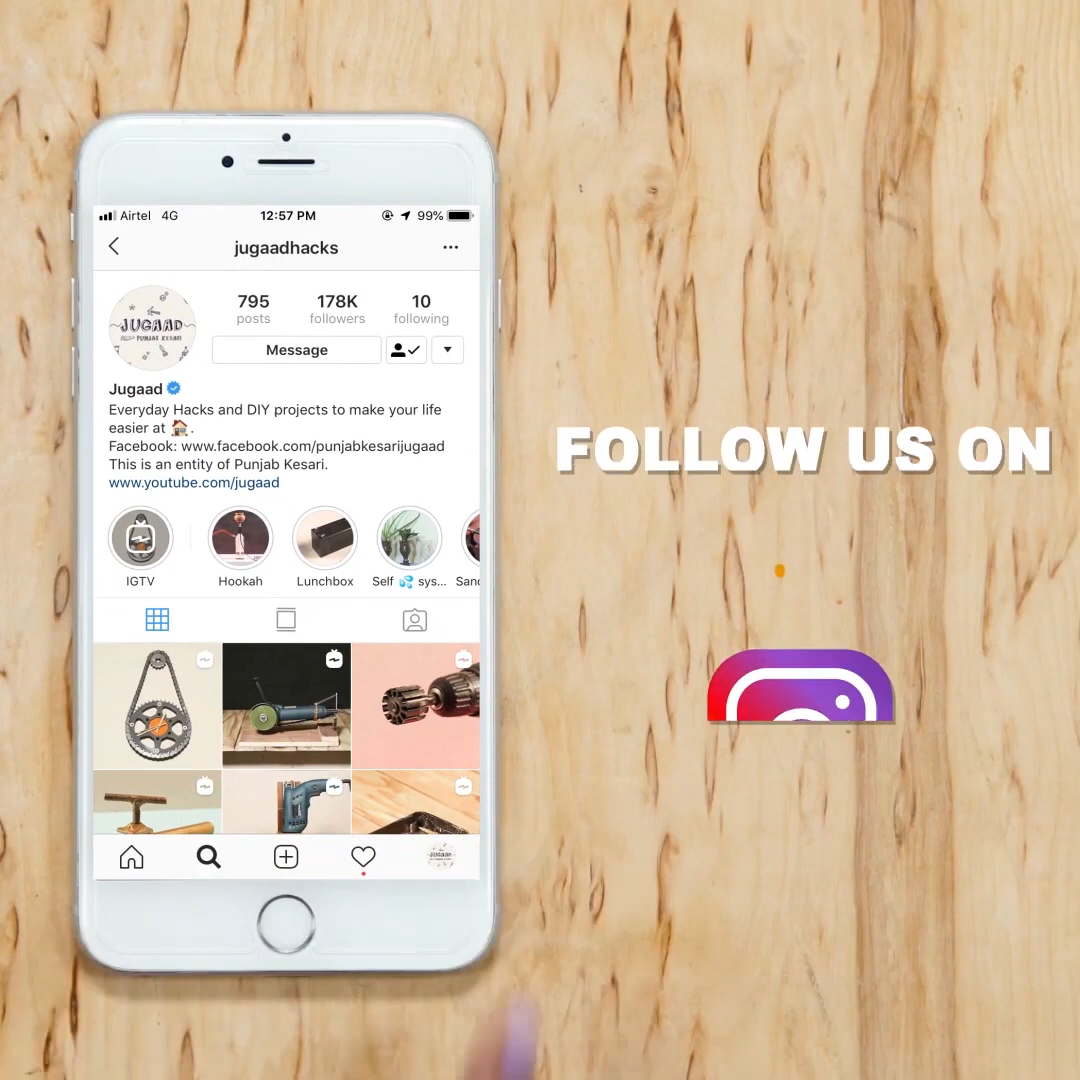 Airtel 4G 12:57 PM 99%
jugaadhacks
795 178K 10
posts followers following
JUGAAD
PUNJAB KESARI
Message
Jugaad
Everyday Hacks and DIY projects to make your life
easier at 🏠.
Facebook: www.facebook.com/punjabkesarijugaad
This is an entity of Punjab Kesari.
www.youtube.com/jugaad
IGTV Hookah Lunchbox Self 💦 sys... Sand
JUGAAD
FOLLOW US ON